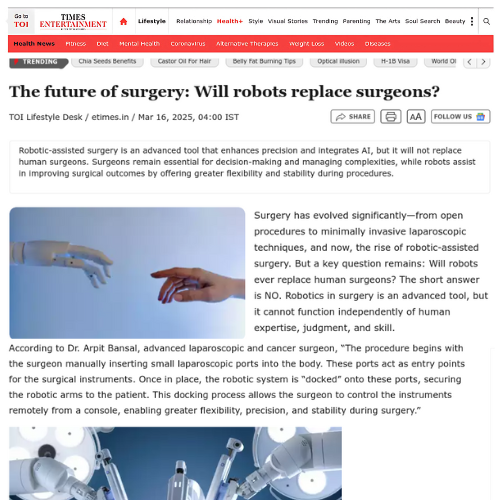 Go to
TOI
TIMES
ENTERTAINMENT
Lifestyle
Relationship
Health+
Style
Visual Stories
Trending
Parenting
The Arts
Soul Search
Beauty
Health News
Fitness
Diet
Mental Health
Coronavirus
Alternative Therapies
Weight Loss
Videos
Diseases
TRENDING
Chia Seeds Benefits
Castor Oil For Hair
Belly Fat Burning Tips
Optical illusion
H-1B Visa
World Ol
The future of surgery: Will robots replace surgeons?
TOI Lifestyle Desk / etimes.in / Mar 16, 2025, 04:00 IST
SHARE
AA
FOLLOW US
Robotic-assisted surgery is an advanced tool that enhances precision and integrates AI, but it will not replace
human surgeons. Surgeons remain essential for decision-making and managing complexities, while robots assist
in improving surgical outcomes by offering greater flexibility and stability during procedures.
Surgery has evolved significantly—from open
procedures to minimally invasive laparoscopic
techniques, and now, the rise of robotic-assisted
surgery. But a key question remains: Will robots
ever replace human surgeons? The short answer
is NO. Robotics in surgery is an advanced tool, but
it cannot function independently of human
expertise, judgment, and skill.
According to Dr. Arpit Bansal, advanced laparoscopic and cancer surgeon, “The procedure begins with
the surgeon manually inserting small laparoscopic ports into the body. These ports act as entry points
for the surgical instruments. Once in place, the robotic system is “docked” onto these ports, securing
the robotic arms to the patient. This docking process allows the surgeon to control the instruments
remotely from a console, enabling greater flexibility, precision, and stability during surgery.”